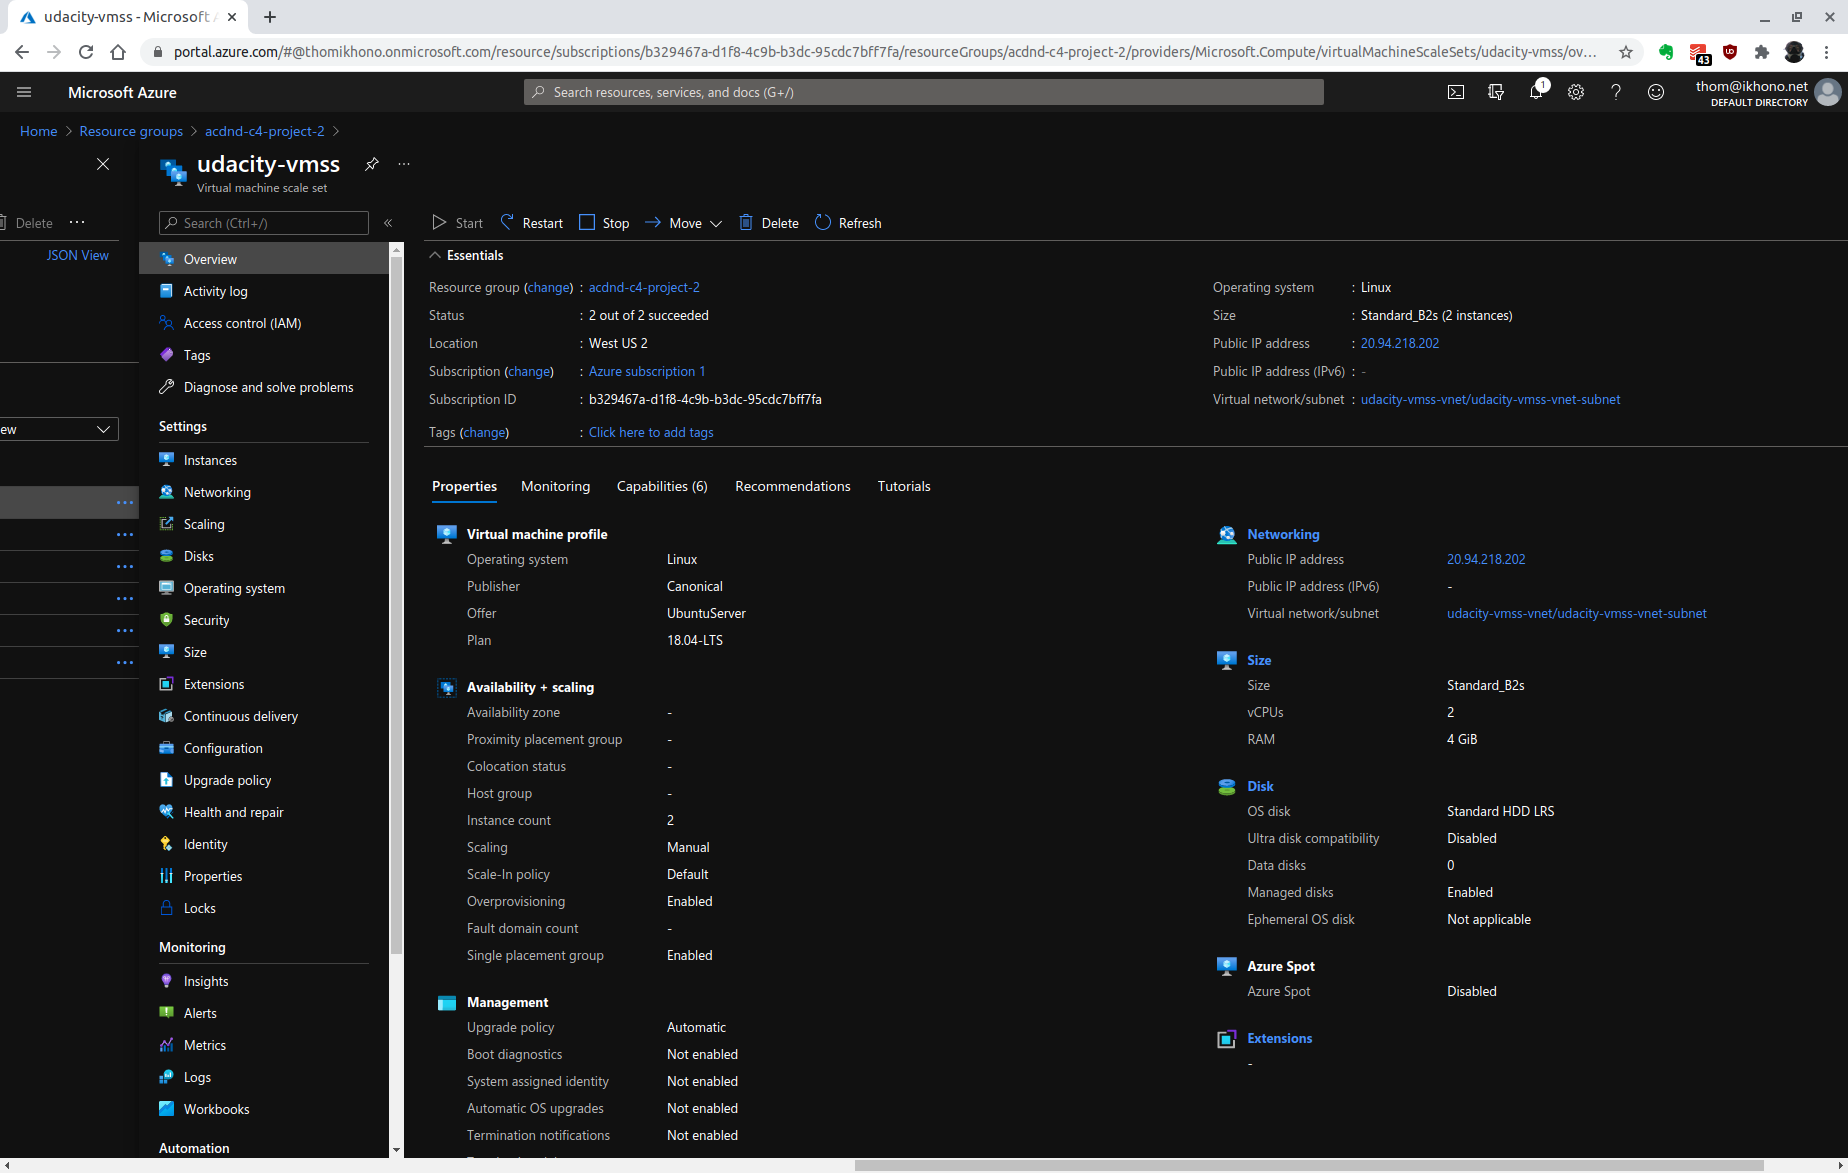 udacity-vmss - Microsoft A
portal.azure.com/#@thomikhono.onmicrosoft.com/resource/subscriptions/b329467a-d1f8-4c9b-b3dc-95cdc7bff7fa/resourceGroups/acdnd-c4-project-2/providers/Microsoft.Compute/virtualMachineScaleSets/udacity-vmss/ov...
43
Microsoft Azure
Search resources, services, and docs (G+/)
1
thom@ikhono.net
DEFAULT DIRECTORY
Home > Resource groups > acdnd-c4-project-2 >
udacity-vmss
Virtual machine scale set
Delete ...
JSON View
ew
Search (Ctrl+/)
«
Overview
Activity log
Access control (IAM)
Tags
Diagnose and solve problems
Settings
Instances
Networking
Scaling
Disks
Operating system
Security
Size
Extensions
Continuous delivery
Configuration
Upgrade policy
Health and repair
Identity
Properties
Locks
Monitoring
Insights
Alerts
Metrics
Logs
Workbooks
Automation
Start Restart Stop Move Delete Refresh
Essentials
Resource group (change) : acdnd-c4-project-2
Status : 2 out of 2 succeeded
Location : West US 2
Subscription (change) : Azure subscription 1
Subscription ID : b329467a-d1f8-4c9b-b3dc-95cdc7bff7fa
Tags (change) : Click here to add tags
Operating system : Linux
Size : Standard_B2s (2 instances)
Public IP address : 20.94.218.202
Public IP address (IPv6) : -
Virtual network/subnet : udacity-vmss-vnet/udacity-vmss-vnet-subnet
Properties Monitoring Capabilities (6) Recommendations Tutorials
Virtual machine profile
Operating system Linux
Publisher Canonical
Offer UbuntuServer
Plan 18.04-LTS
Availability + scaling
Availability zone -
Proximity placement group -
Colocation status -
Host group -
Instance count 2
Scaling Manual
Scale-In policy Default
Overprovisioning Enabled
Fault domain count -
Single placement group Enabled
Management
Upgrade policy Automatic
Boot diagnostics Not enabled
System assigned identity Not enabled
Automatic OS upgrades Not enabled
Termination notifications Not enabled
Networking
Public IP address 20.94.218.202
Public IP address (IPv6) -
Virtual network/subnet udacity-vmss-vnet/udacity-vmss-vnet-subnet
Size
Size Standard_B2s
vCPUs 2
RAM 4 GiB
Disk
OS disk Standard HDD LRS
Ultra disk compatibility Disabled
Data disks 0
Managed disks Enabled
Ephemeral OS disk Not applicable
Azure Spot
Azure Spot Disabled
Extensions
-